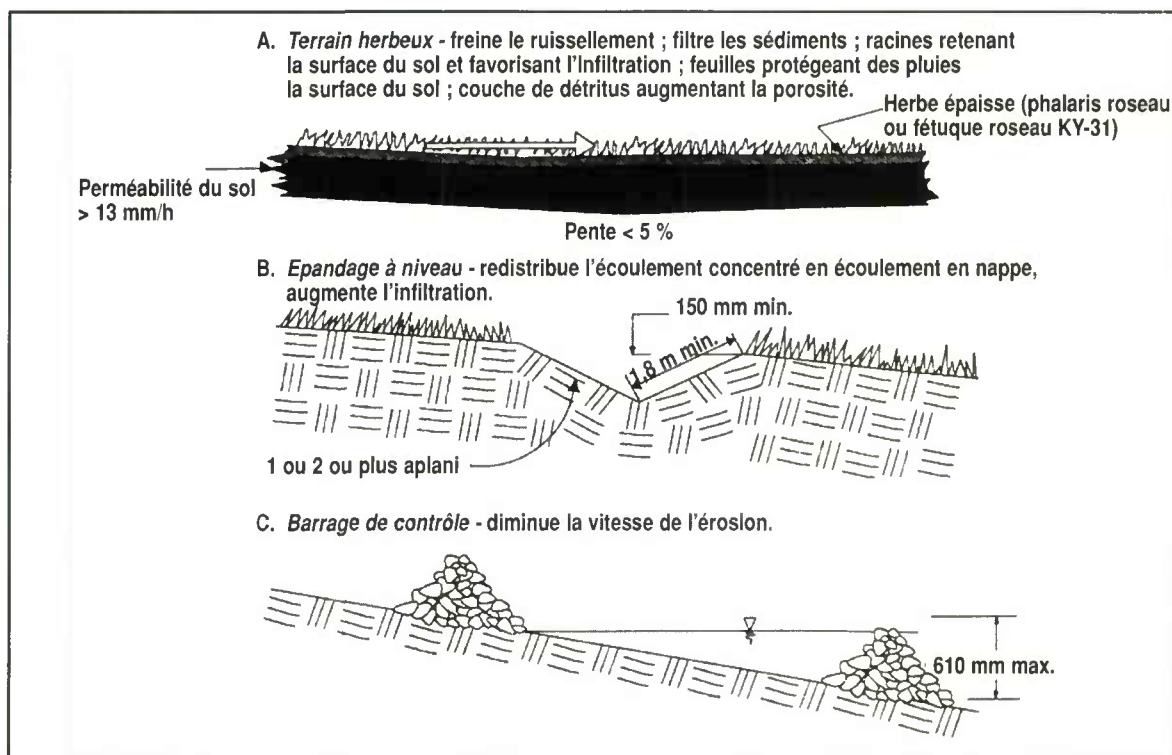 A. Terrain herbeux - freine le ruissellement ; filtre les sédiments ; racines retenant
la surface du sol et favorisant l'Infiltration ; feuilles protégeant des pluies
la surface du sol ; couche de détritus augmentant la porosité.
Herbe épaisse (phalaris roseau
ou fétuque roseau KY-31)
Perméabilité du sol
> 13 mm/h
Pente < 5 %
B. Epandage à niveau - redistribue l'écoulement concentré en écoulement en nappe,
augmente l'infiltration.
150 mm min.
1,8 m min.
1 ou 2 ou plus aplani
C. Barrage de contrôle - diminue la vitesse de l'érosion.
610 mm max.